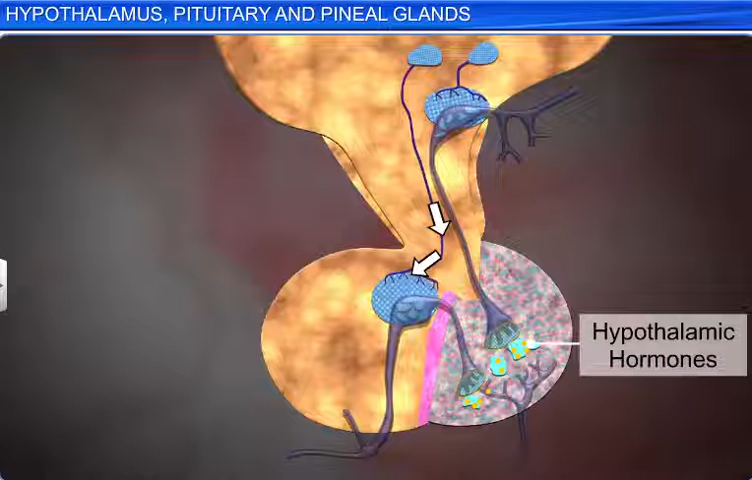 HYPOTHALAMUS, PITUITARY AND PINEAL GLANDS
Hypothalamic
Hormones